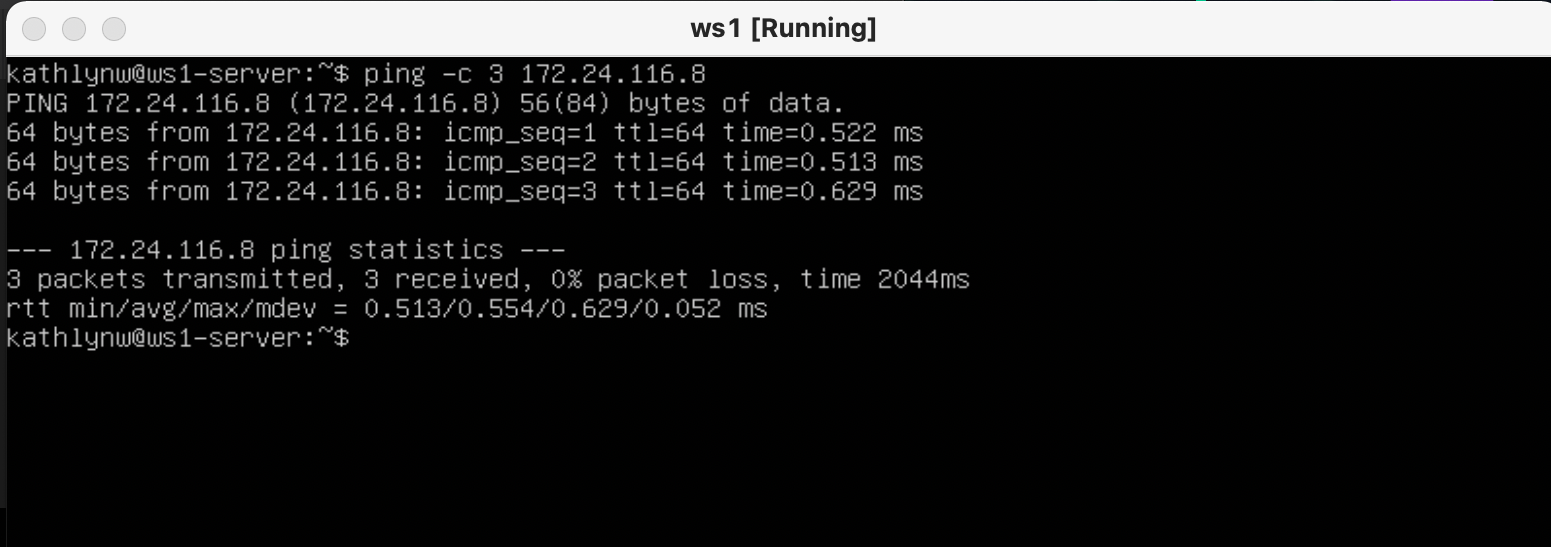 ws1 [Running]
kathlynw@ws1-server:~$ ping -c 3 172.24.116.8
PING 172.24.116.8 (172.24.116.8) 56(84) bytes of data.
64 bytes from 172.24.116.8: icmp_seq=1 ttl=64 time=0.522 ms
64 bytes from 172.24.116.8: icmp_seq=2 ttl=64 time=0.513 ms
64 bytes from 172.24.116.8: icmp_seq=3 ttl=64 time=0.629 ms
--- 172.24.116.8 ping statistics ---
3 packets transmitted, 3 received, 0% packet loss, time 2044ms
rtt min/avg/max/mdev = 0.513/0.554/0.629/0.052 ms
kathlynw@ws1-server:~$